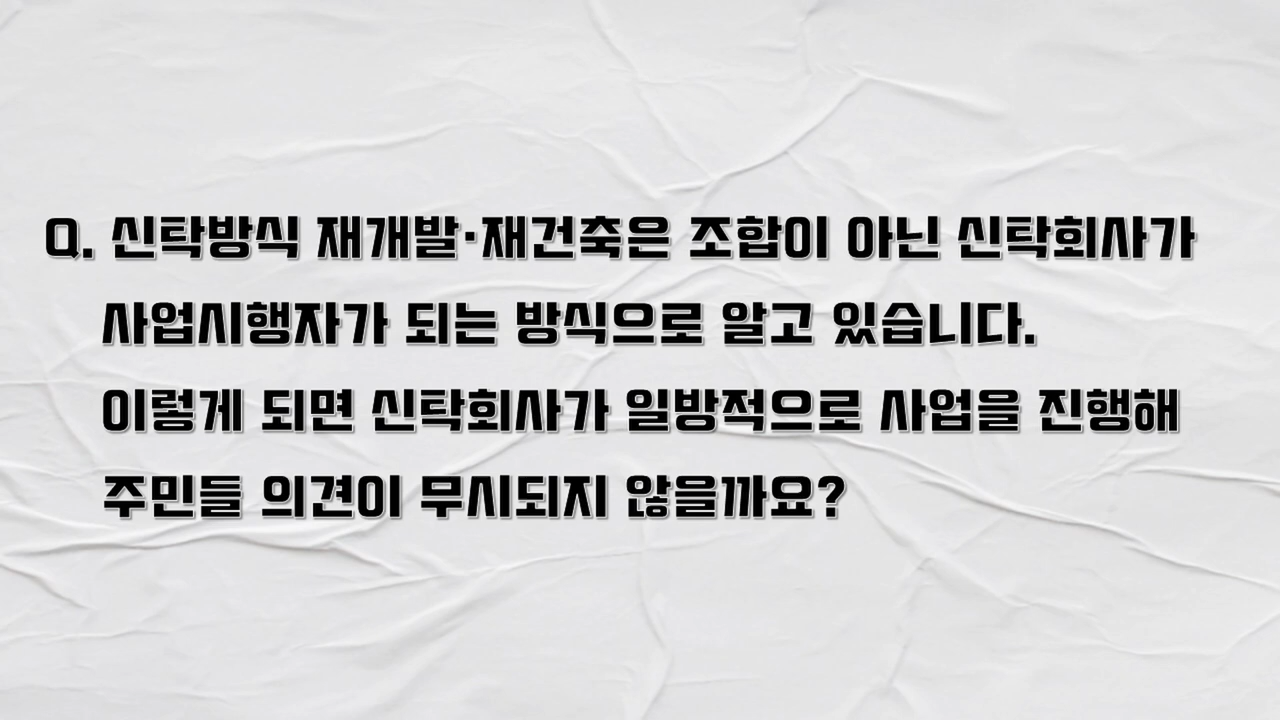 Q. 신탁방식 재개발·재건축은 조합이 아닌 신탁회사가
사업시행자가 되는 방식으로 알고 있습니다.
이렇게 되면 신탁회사가 일방적으로 사업을 진행해
주민들 의견이 무시되지 않을까요?